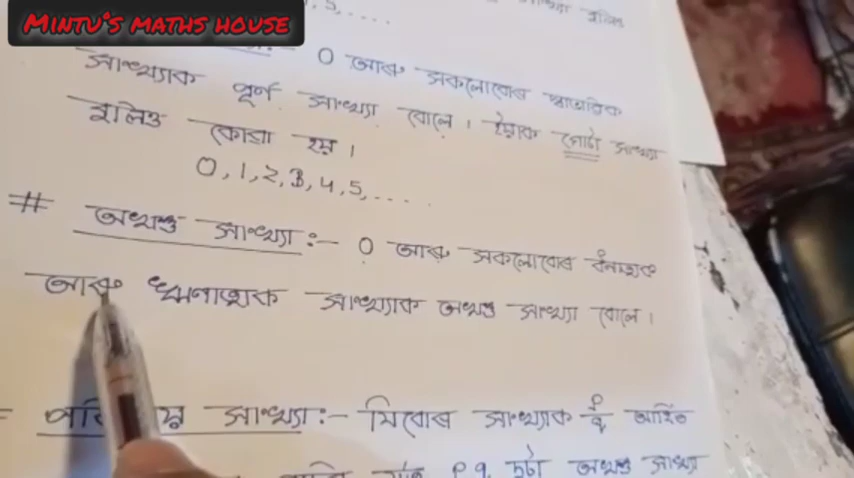 MINTU'S MATHS HOUSE
0 আৰু সকলোবোৰ স্বাভাৱিক
সংখ্যাক পূৰ্ণ সংখ্যা বোলে। ইয়াক গোটা সংখ্যা
বুলিও কোৱা হয়।
0, 1, 2, 3, 4, 5, ....
# অখণ্ড সংখ্যা :- 0 আৰু সকলোবোৰ ধনাত্মক
আৰু ঋণাত্মক সংখ্যাক অখণ্ড সংখ্যা বোলে।
সংখ্যা :- যিবোৰ সংখ্যাক p/q আৰ্হিত
p q দুটা অখণ্ড সংখ্যা